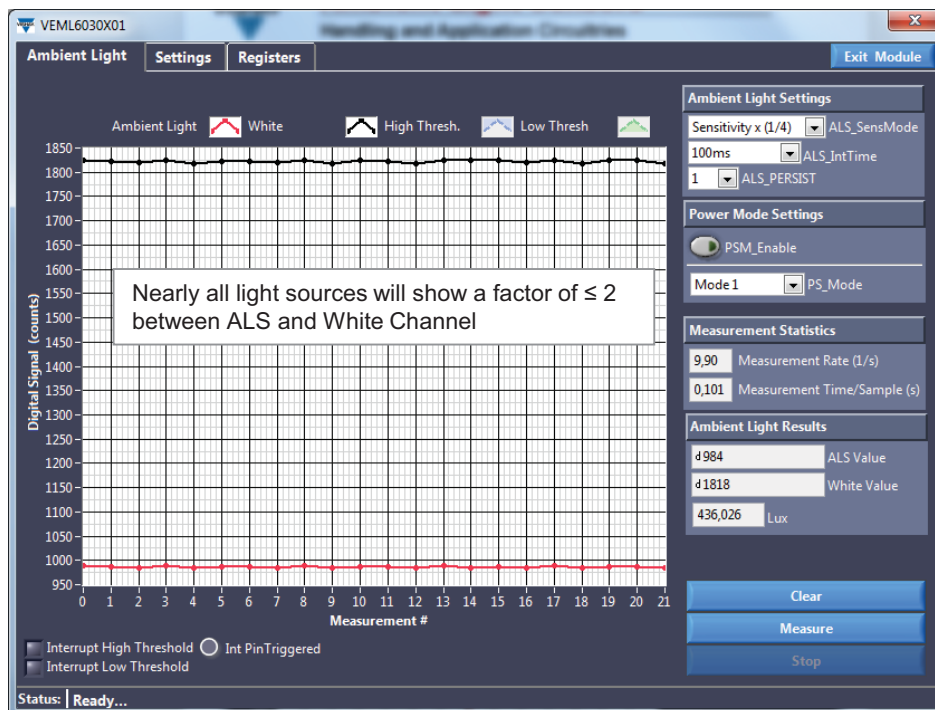 Handling and Application Circuitries
VEML6030X01
Ambient Light Settings Registers
Exit Module
Ambient Light White High Thresh. Low Thresh
1850
1800
1750
1700
1650
1600
1550
1500
1450
1400
1350
1300
1250
1200
1150
1100
1050
1000
950
Digital Signal (counts)
Nearly all light sources will show a factor of ≤ 2
between ALS and White Channel
0 1 2 3 4 5 6 7 8 9 10 11 12 13 14 15 16 17 18 19 20 21
Measurement #
Interrupt High Threshold Int PinTriggered
Interrupt Low Threshold
Ambient Light Settings
Sensitivity x (1/4) ALS_SensMode
100ms ALS_IntTime
1 ALS_PERSIST
Power Mode Settings
PSM_Enable
Mode 1 PS_Mode
Measurement Statistics
9,90 Measurement Rate (1/s)
0,101 Measurement Time/Sample (s)
Ambient Light Results
d984 ALS Value
d1818 White Value
436,026 Lux
Clear
Measure
Stop
Status: Ready...